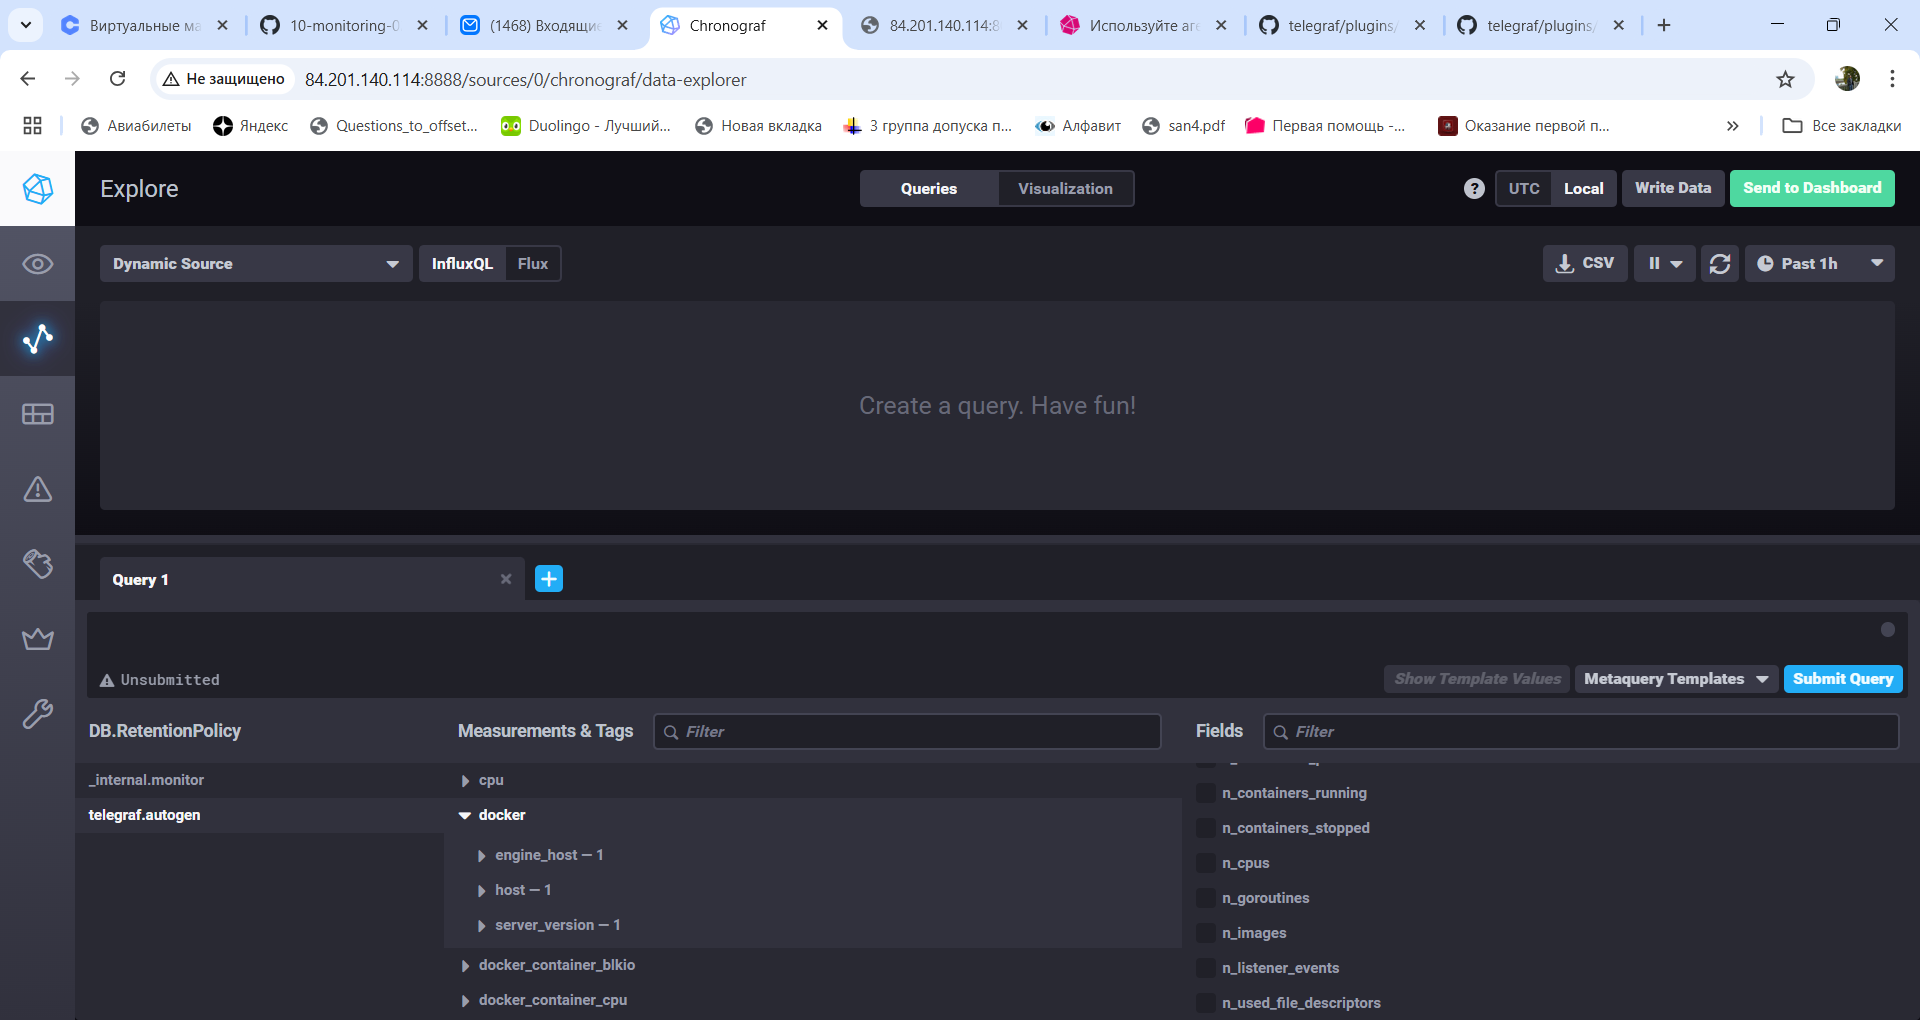 Виртуальные ма
10-monitoring-0
(1468) Входящие
Chronograf
84.201.140.114:8
Используйте аге
telegraf/plugins/
telegraf/plugins/
Не защищено
84.201.140.114:8888/sources/0/chronograf/data-explorer
Авиабилеты
Яндекс
Questions_to_offset...
Duolingo - Лучший...
Новая вкладка
3 группа допуска п...
Алфавит
san4.pdf
Первая помощь -...
Оказание первой п...
»
Все закладки
Explore
Queries
Visualization
?
UTC
Local
Write Data
Send to Dashboard
Dynamic Source
InfluxQL
Flux
CSV
Past 1h
Create a query. Have fun!
Query 1
Unsubmitted
Show Template Values
Metaquery Templates
Submit Query
DB.RetentionPolicy
Measurements & Tags
Filter
Fields
Filter
_internal.monitor
telegraf.autogen
cpu
docker
engine_host — 1
host — 1
server_version — 1
docker_container_blkio
docker_container_cpu
n_containers_running
n_containers_stopped
n_cpus
n_goroutines
n_images
n_listener_events
n_used_file_descriptors